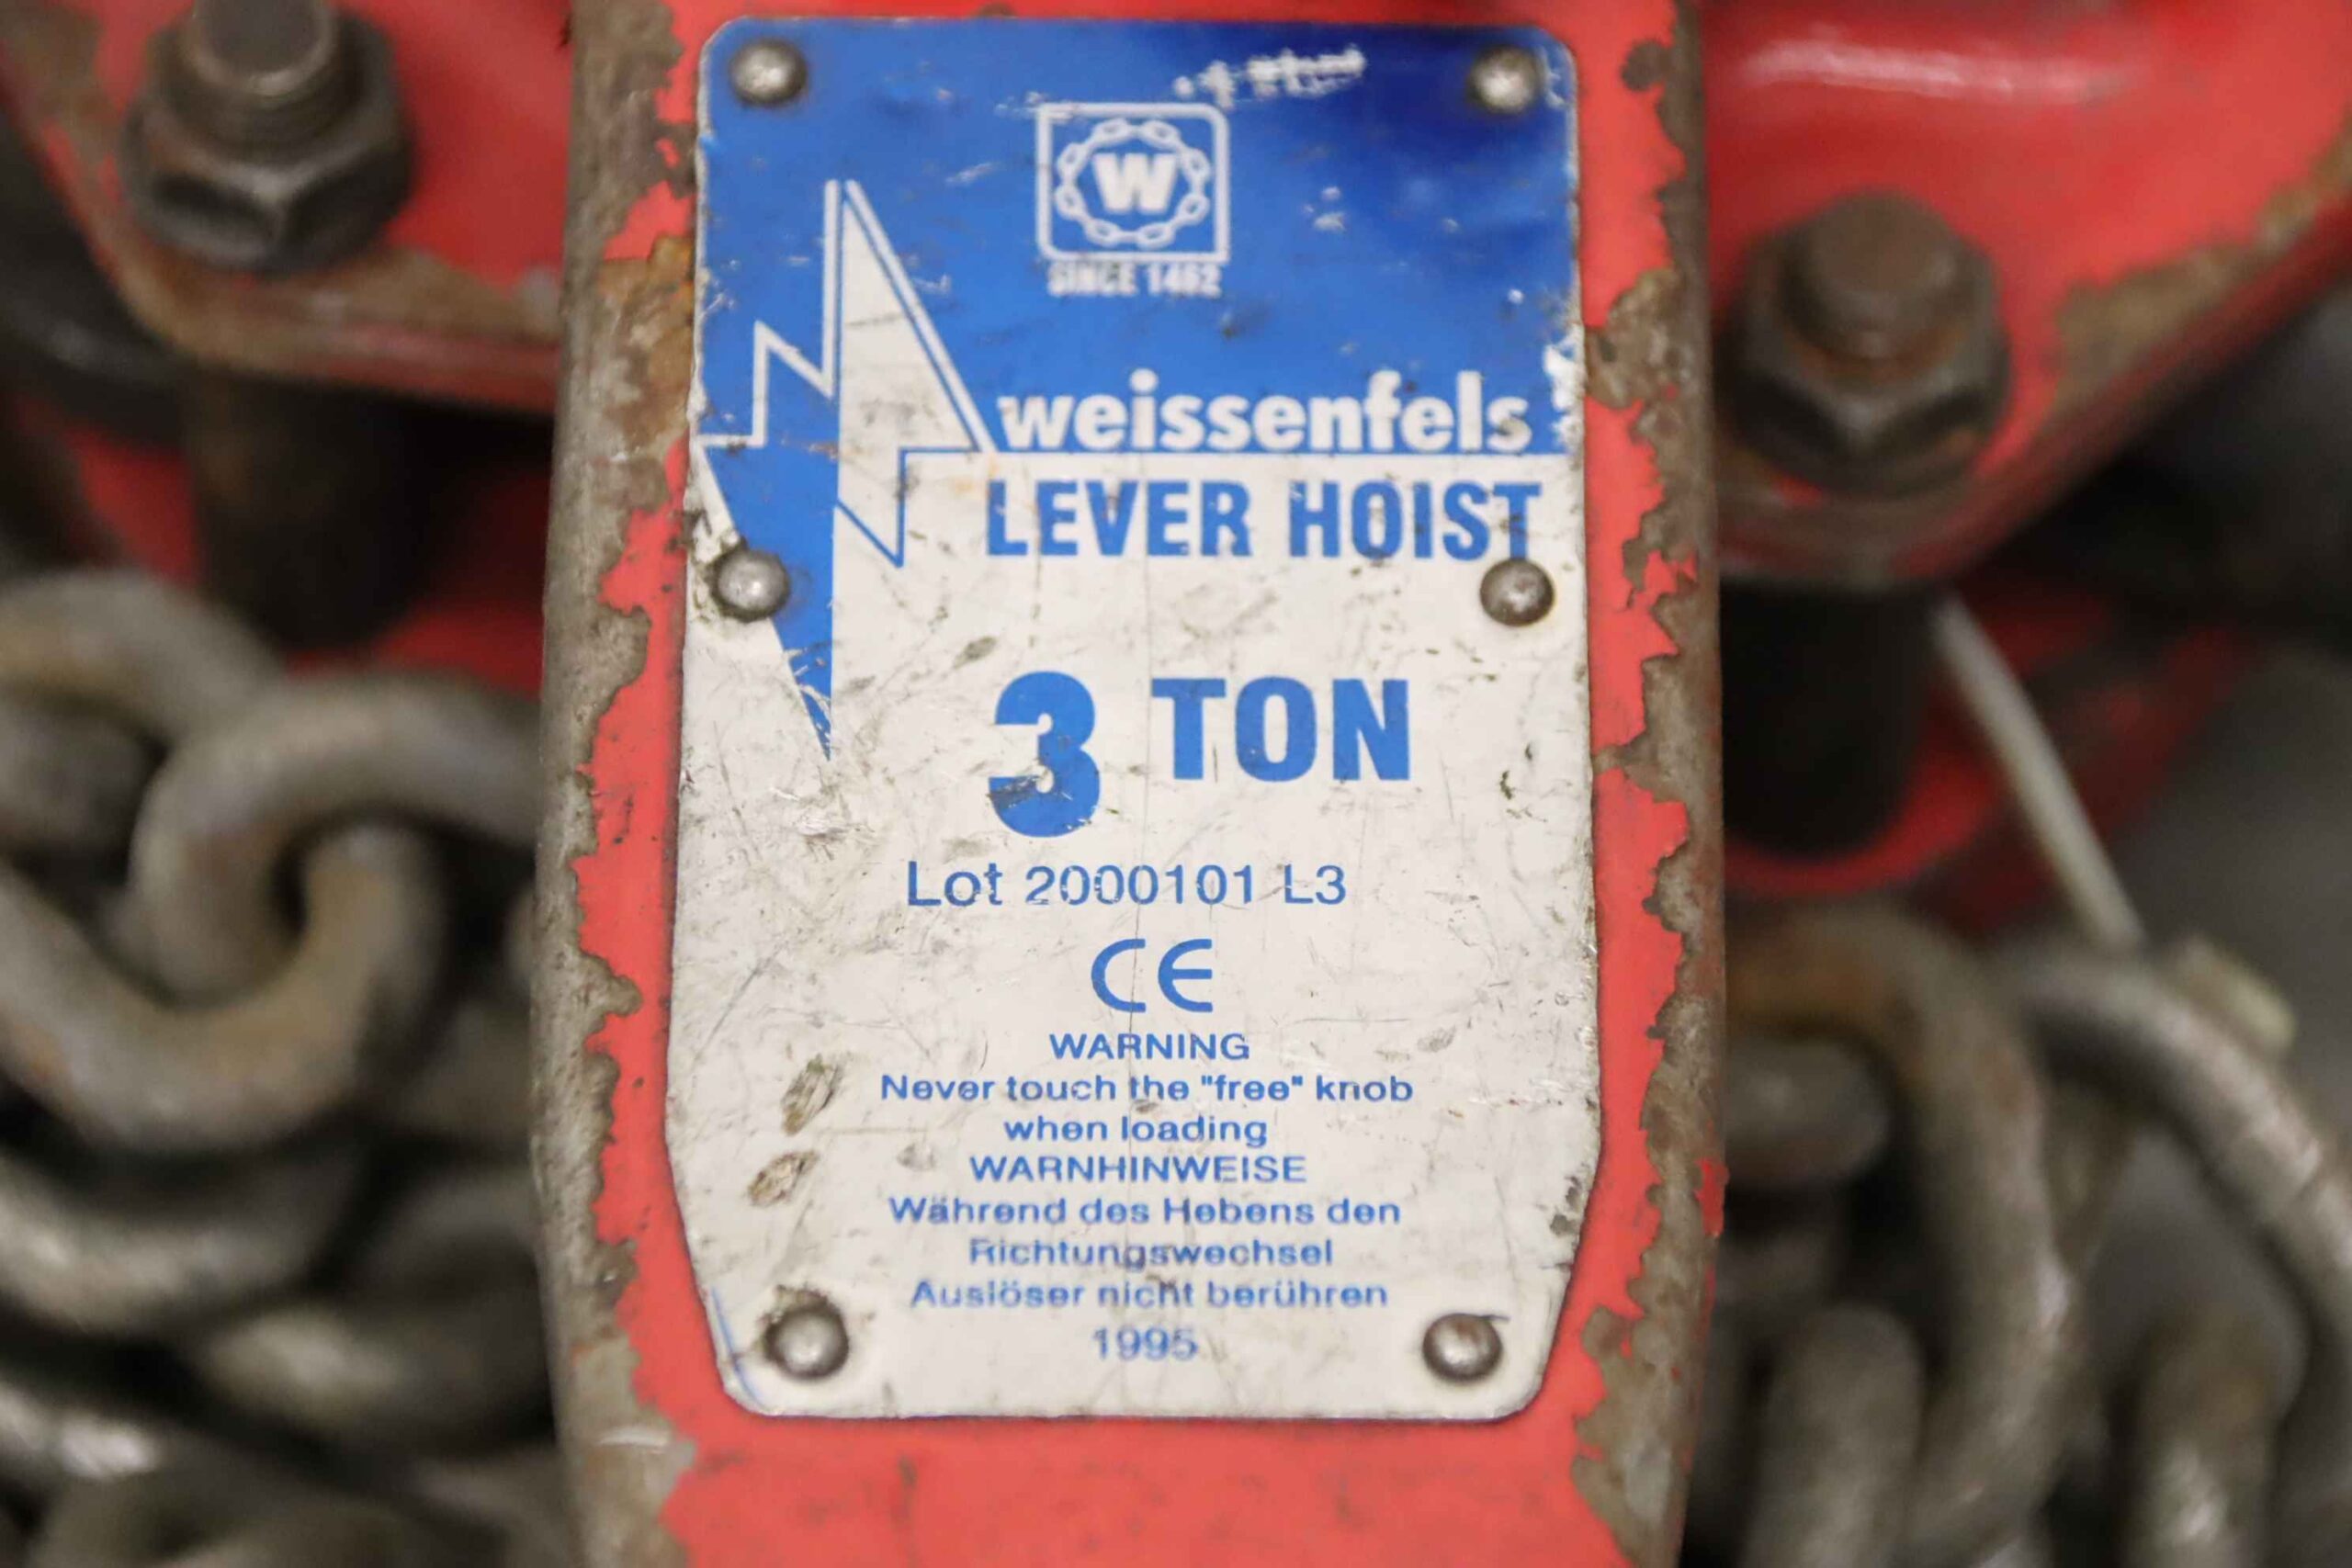 W
SINCE 1462
weissenfels
LEVER HOIST
3 TON
Lot 2000101 L3
CE
WARNING
Never touch the "free" knob
when loading
WARNHINWEISE
Während des Hebens den
Richtungswechsel
Auslöser nicht berühren
1995